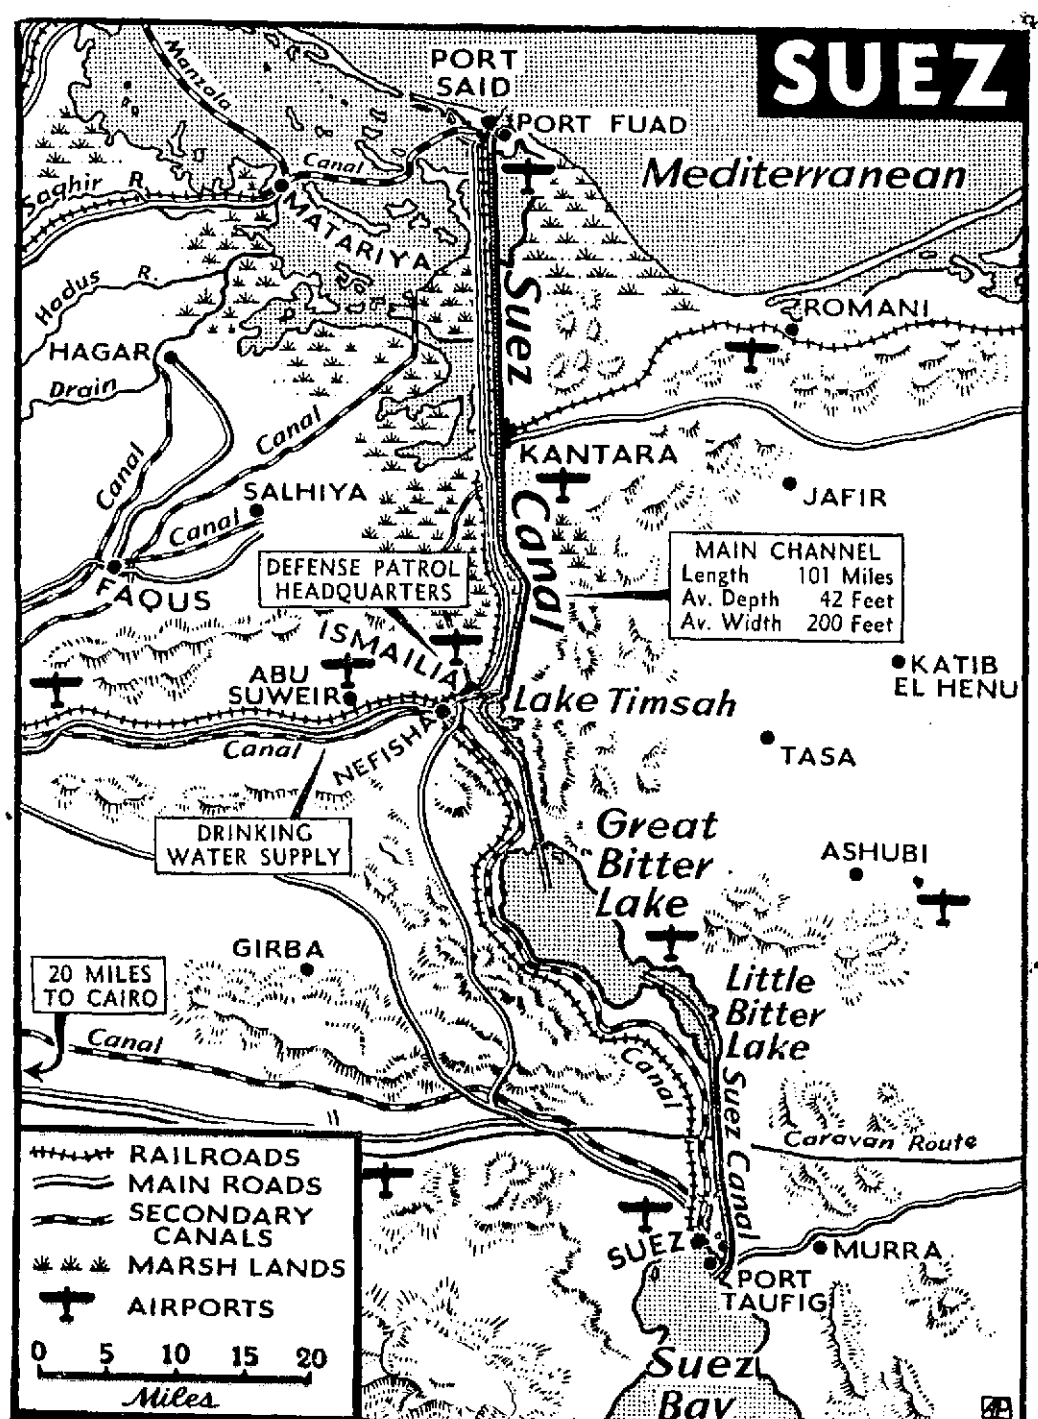 SUEZ
PORT
SAID
PORT FUAD
Manzala
Canal
Mediterranean
Saghir R.
MATARIYA
Hadus R.
Suez
ROMANI
HAGAR
Drain
Canal
Canal
KANTARA
SALHIYA
Canal
JAFIR
Canal
FAQUS
DEFENSE PATROL
HEADQUARTERS
MAIN CHANNEL
Length 101 Miles
Av. Depth 42 Feet
Av. Width 200 Feet
ISMAILIA
ABU
SUWEIR
KATIB
EL HENU
Lake Timsah
Canal
NEFISHA
TASA
DRINKING
WATER SUPPLY
Great
Bitter
Lake
ASHUBI
GIRBA
20 MILES
TO CAIRO
Little
Bitter
Lake
Canal
Canal
Suez Canal
Caravan Route
RAILROADS
MAIN ROADS
SECONDARY
CANALS
MARSH LANDS
AIRPORTS
0 5 10 15 20
Miles
SUEZ
MURRA
PORT
TAUFIG
Suez
Bay
AP